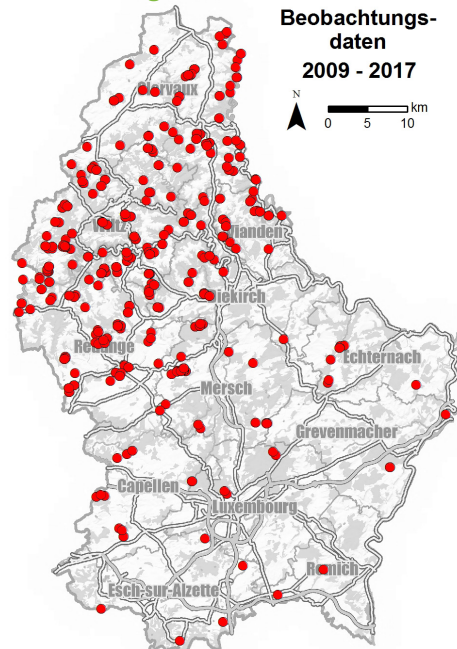 Beobachtungs-
daten
2009 - 2017
N
km
0 5 10
Clervaux
Wiltz
Vianden
Diekirch
Redange
Echternach
Mersch
Grevenmacher
Capellen
Luxembourg
Remich
Esch-sur-Alzette